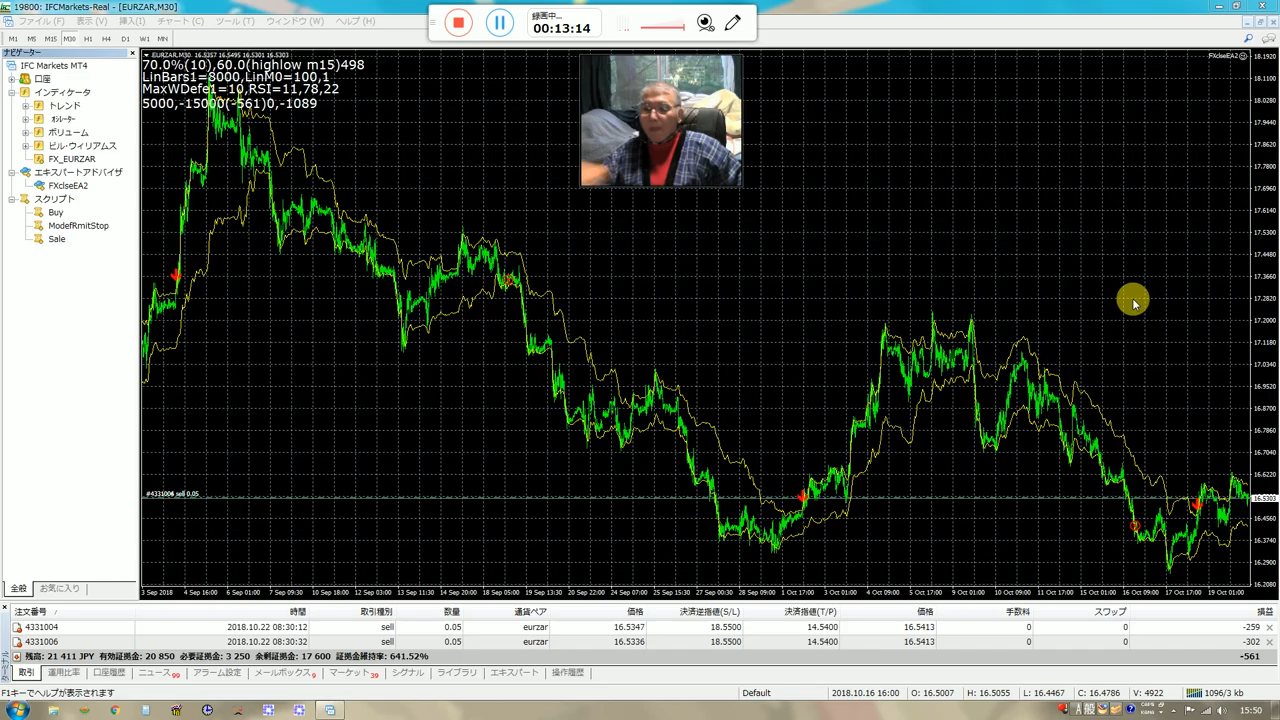 19800: IFCMarkets-Real - [EURZAR,M30]
ファイル (F) 表示 (V) 挿入(I) チャート (C) ツール (T) ウィンドウ (W) ヘルプ (H)
録画中...
00:13:14
M1 M5 M15 M30 H1 H4 D1 W1 MN
ナビゲーター
IFC Markets MT4
口座
インディケータ
トレンド
オシレーター
ボリューム
ビル・ウィリアムス
FX_EURZAR
エキスパートアドバイザ
FXclseEA2
スクリプト
Buy
ModefRmitStop
Sale
全般 お気に入り
EURZAR,M30 16.5357 16.5495 16.5301 16.5303
FXclseEA2
70.0%(10),60.0(highlow m15)498
LinBars1=8000,LinM0=100,1
MaxWDefe1=10,RSI=11,78,22
5000,-15000(-561)0,-1089
#4331006 sell 0.05
18.1920
18.1100
18.0280
17.9440
17.8620
17.7800
17.6960
17.6140
17.5300
17.4480
17.3660
17.2820
17.2000
17.1180
17.0340
16.9520
16.8700
16.7860
16.7040
16.6220
16.5303
16.4560
16.3740
16.2900
16.2080
3 Sep 2018 4 Sep 16:00 6 Sep 01:00 7 Sep 09:30 10 Sep 18:00 12 Sep 03:00 13 Sep 11:30 14 Sep 20:00 18 Sep 05:00 19 Sep 13:30 20 Sep 22:00 24 Sep 07:00 25 Sep 15:30 27 Sep 00:30 28 Sep 09:00 1 Oct 17:00 3 Oct 01:00 4 Oct 09:00 5 Oct 17:00 9 Oct 01:00 10 Oct 09:00 11 Oct 17:00 15 Oct 01:00 16 Oct 09:00 17 Oct 17:00 19 Oct 01:00
注文番号 / 時間 取引種別 数量 通貨ペア 価格 決済逆指値(S/L) 決済指値(T/P) 価格 手数料 スワップ 損益
4331004 2018.10.22 08:30:12 sell 0.05 eurzar 16.5347 18.5500 14.5400 16.5413 0 0 -259
4331006 2018.10.22 08:30:32 sell 0.05 eurzar 16.5336 18.5500 14.5400 16.5413 0 0 -302
残高: 21 411 JPY 有効証拠金: 20 850 必要証拠金: 3 250 余剰証拠金: 17 600 証拠金維持率: 641.52% -561
取引 運用比率 口座履歴 ニュース99 アラーム設定 メールボックス9 マーケット39 シグナル ライブラリ エキスパート 操作履歴
F1キーでヘルプが表示されます Default 2018.10.16 16:00 O: 16.5007 H: 16.5055 L: 16.4467 C: 16.4786 V: 4922 1096/3 kb
CAPS
KANA
15:50